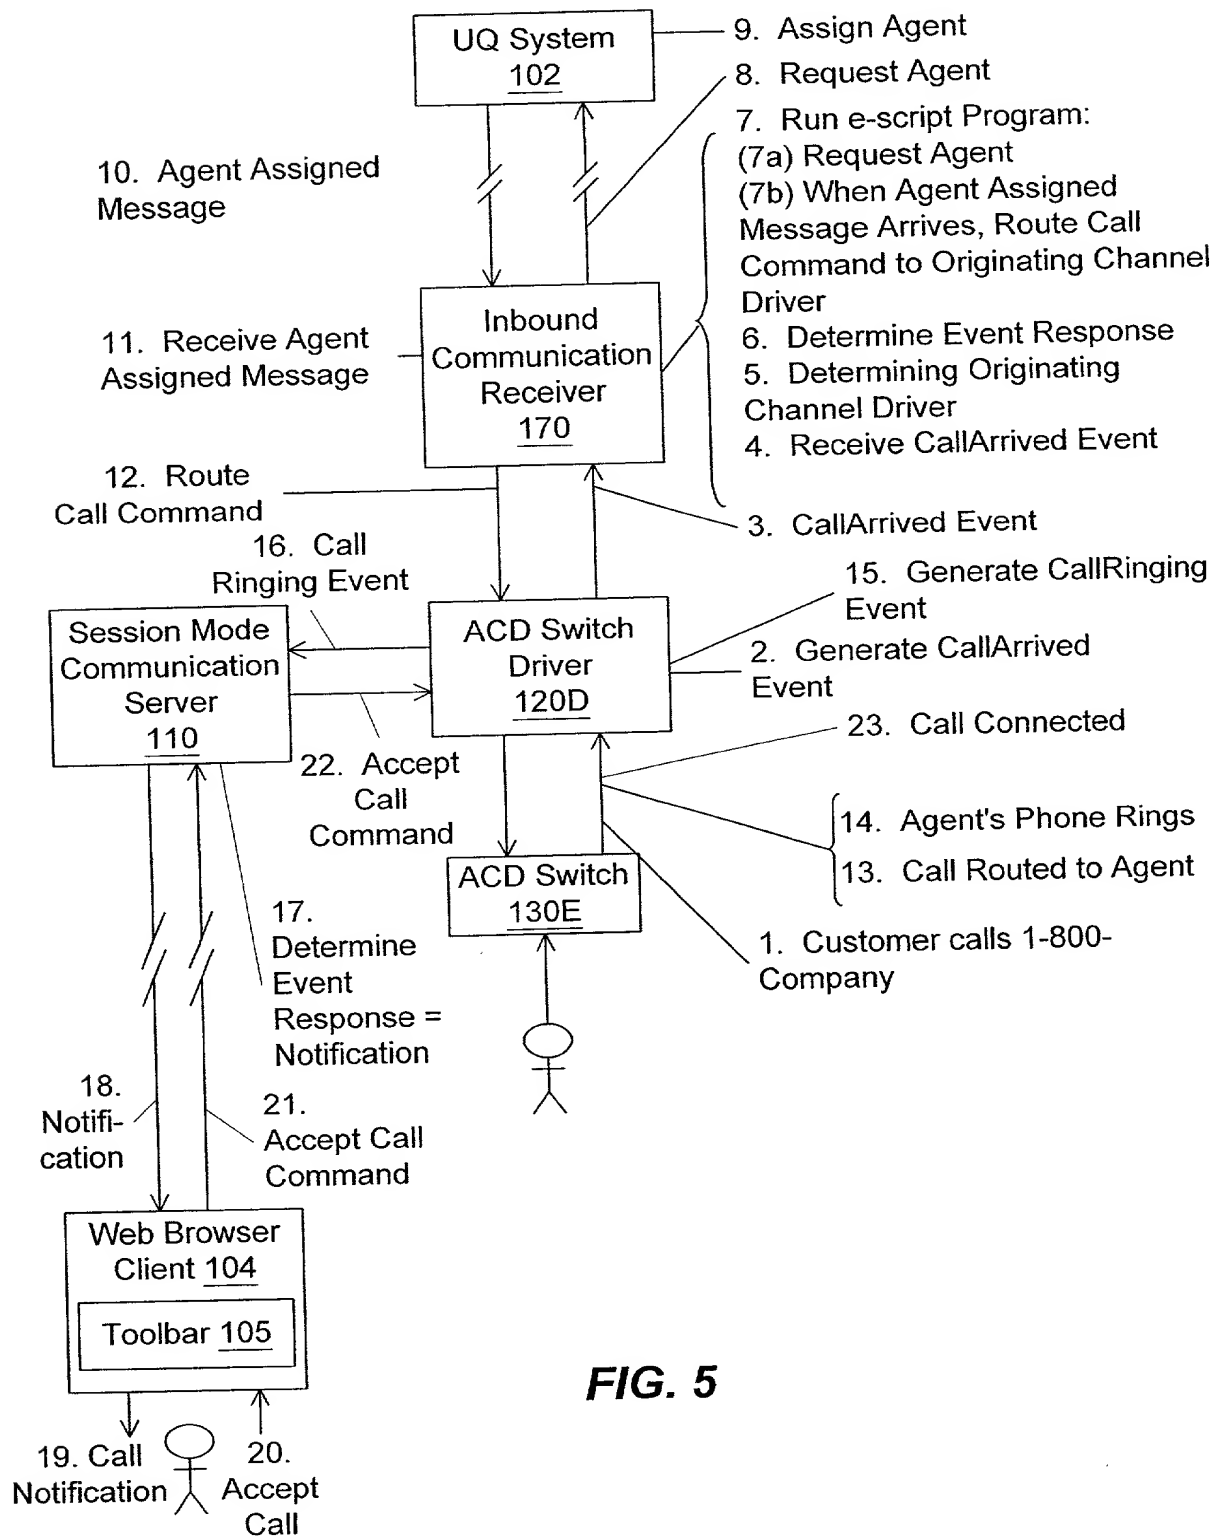 UQ System
102
9. Assign Agent
8. Request Agent
7. Run e-script Program:
(7a) Request Agent
(7b) When Agent Assigned
Message Arrives, Route Call
Command to Originating Channel
Driver
6. Determine Event Response
5. Determining Originating
Channel Driver
4. Receive CallArrived Event
10. Agent Assigned
Message
11. Receive Agent
Assigned Message
Inbound
Communication
Receiver
170
12. Route
Call Command
3. CallArrived Event
16. Call
Ringing Event
15. Generate CallRinging
Event
2. Generate CallArrived
Event
Session Mode
Communication
Server
110
ACD Switch
Driver
120D
23. Call Connected
22. Accept
Call
Command
14. Agent's Phone Rings
13. Call Routed to Agent
ACD Switch
130E
1. Customer calls 1-800-
Company
17.
Determine
Event
Response =
Notification
18.
Notifi-
cation
21.
Accept Call
Command
Web Browser
Client 104
Toolbar 105
19. Call
Notification
20.
Accept
Call
FIG. 5